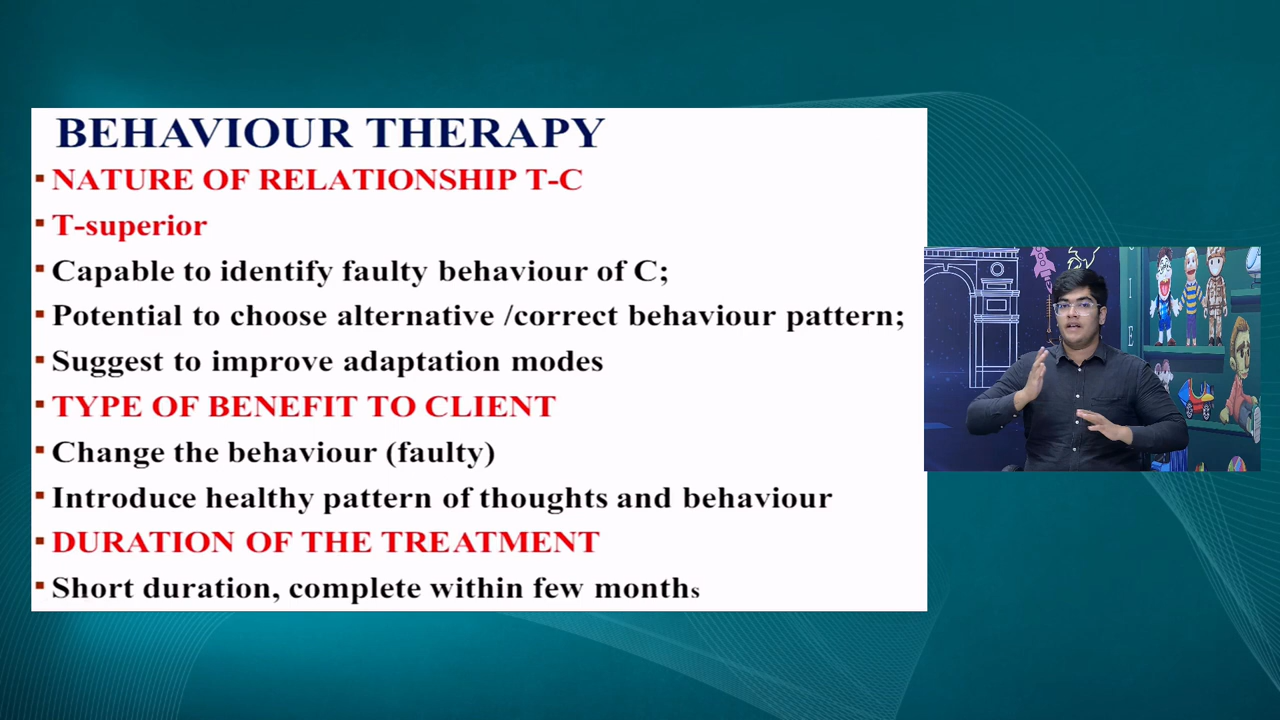 BEHAVIOUR THERAPY
▪ NATURE OF RELATIONSHIP T-C
▪ T-superior
▪ Capable to identify faulty behaviour of C;
▪ Potential to choose alternative /correct behaviour pattern;
▪ Suggest to improve adaptation modes
▪ TYPE OF BENEFIT TO CLIENT
▪ Change the behaviour (faulty)
▪ Introduce healthy pattern of thoughts and behaviour
▪ DURATION OF THE TREATMENT
▪ Short duration, complete within few months